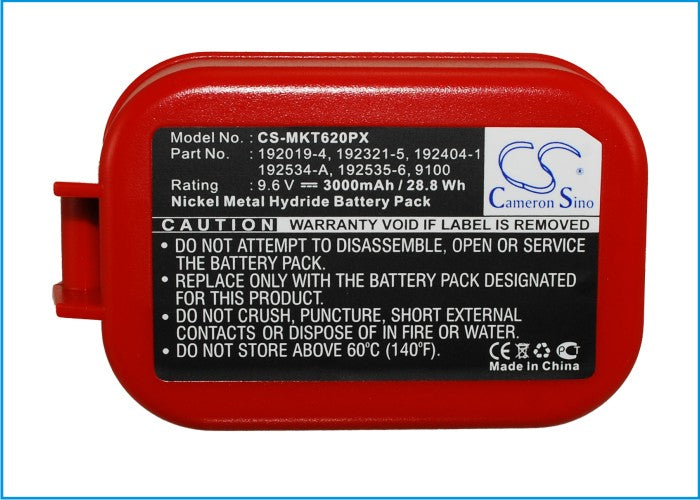 Model No. : CS-MKT620PX
Part No. : 192019-4, 192321-5, 192404-1
192534-A, 192535-6, 9100
Rating : 9.6 V ⎓ 3000mAh / 28.8 Wh
Nickel Metal Hydride Battery Pack
CS
Cameron Sino
CAUTION WARRANTY VOID IF LABEL IS REMOVED
• DO NOT ATTEMPT TO DISASSEMBLE, OPEN OR SERVICE
THE BATTERY PACK.
• REPLACE ONLY WITH THE BATTERY PACK DESIGNATED
FOR THIS PRODUCT.
• DO NOT CRUSH, PUNCTURE, SHORT EXTERNAL
CONTACTS OR DISPOSE OF IN FIRE OR WATER.
• DO NOT STORE ABOVE 60°C (140°F).
CE
Made In China